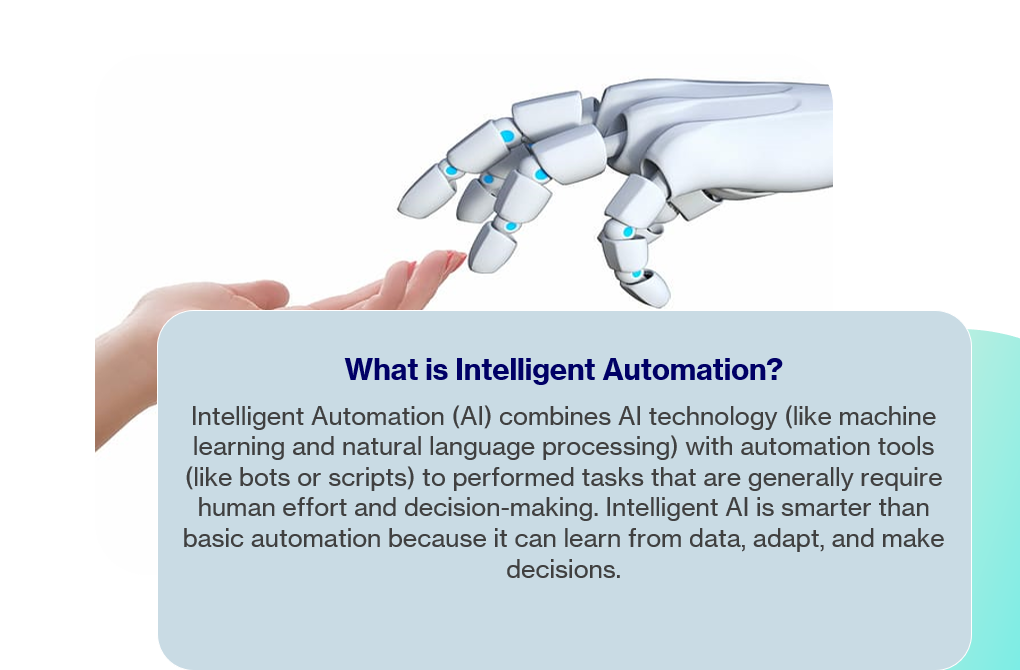 What is Intelligent Automation?
Intelligent Automation (AI) combines AI technology (like machine
learning and natural language processing) with automation tools
(like bots or scripts) to performed tasks that are generally require
human effort and decision-making. Intelligent AI is smarter than
basic automation because it can learn from data, adapt, and make
decisions.